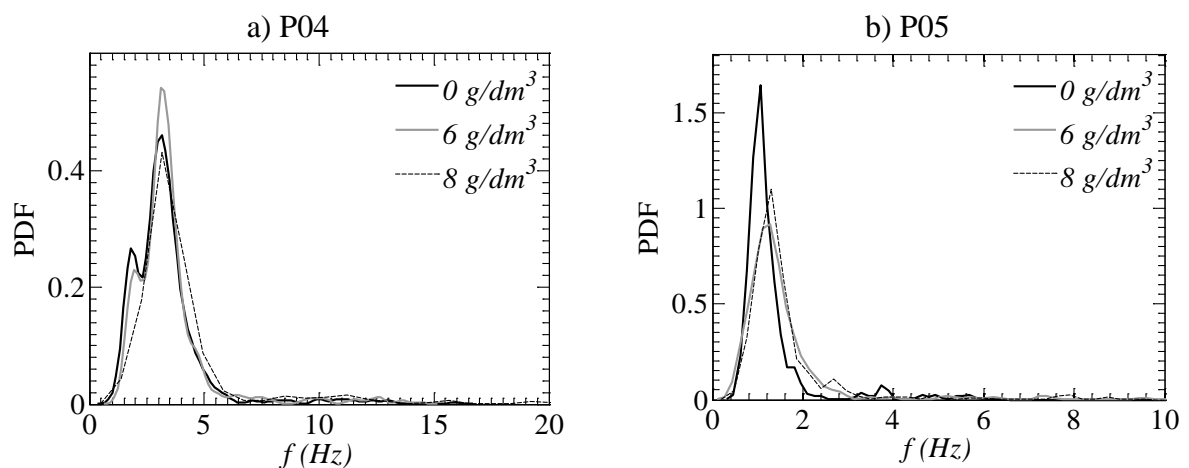 a) P04
0 g/dm³
6 g/dm³
8 g/dm³
PDF
0.4
0.2
0
0 5 10 15 20
f (Hz)
b) P05
0 g/dm³
6 g/dm³
8 g/dm³
PDF
1.5
1
0.5
0
0 2 4 6 8 10
f (Hz)